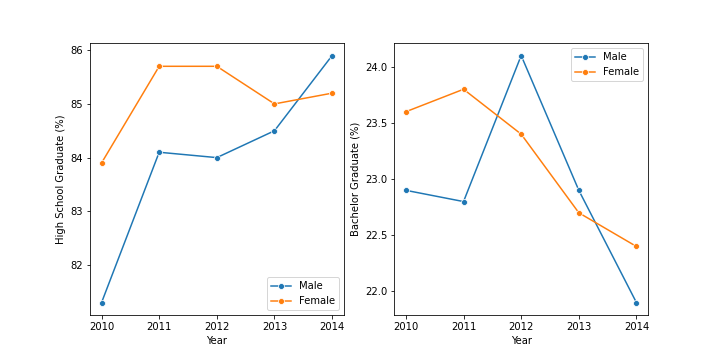 High School Graduate (%)
86
85
84
83
82
2010 2011 2012 2013 2014
Year
Male
Female
Bachelor Graduate (%)
24.0
23.5
23.0
22.5
22.0
2010 2011 2012 2013 2014
Year
Male
Female